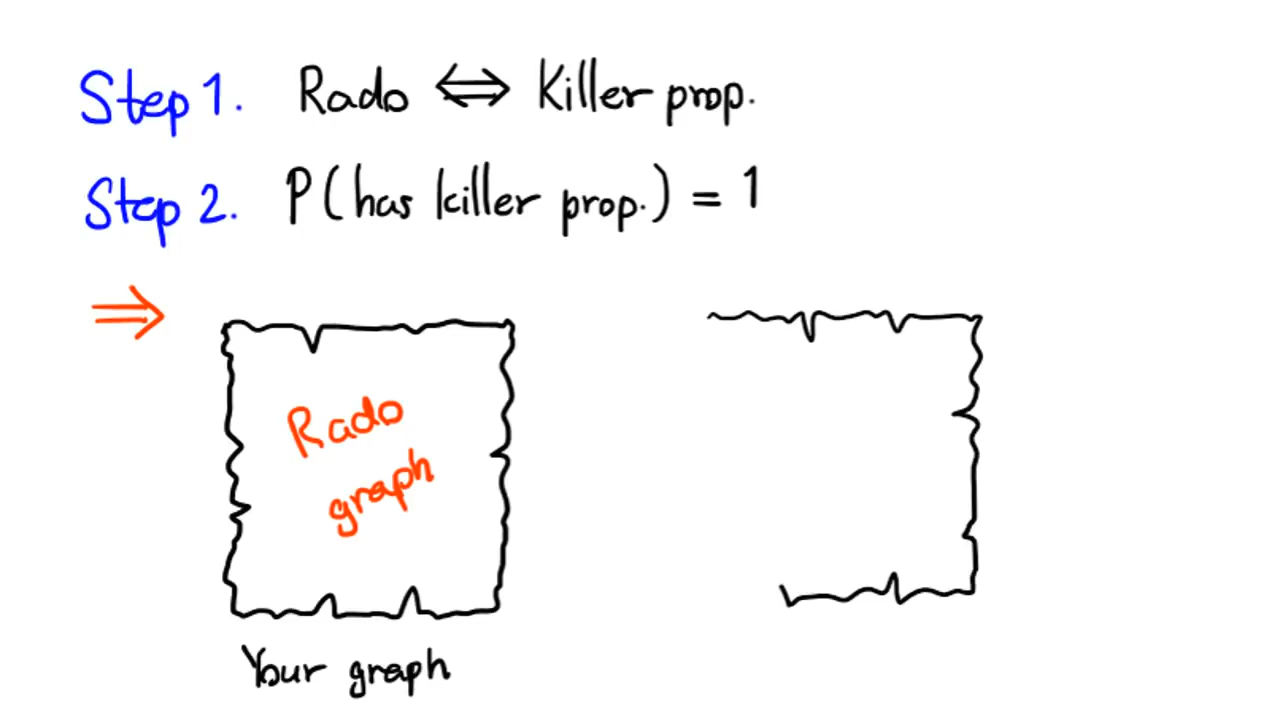 Step 1. Rado ⇔ Killer prop.
Step 2. P(has killer prop.) = 1
⇒
Rado
graph
Your graph